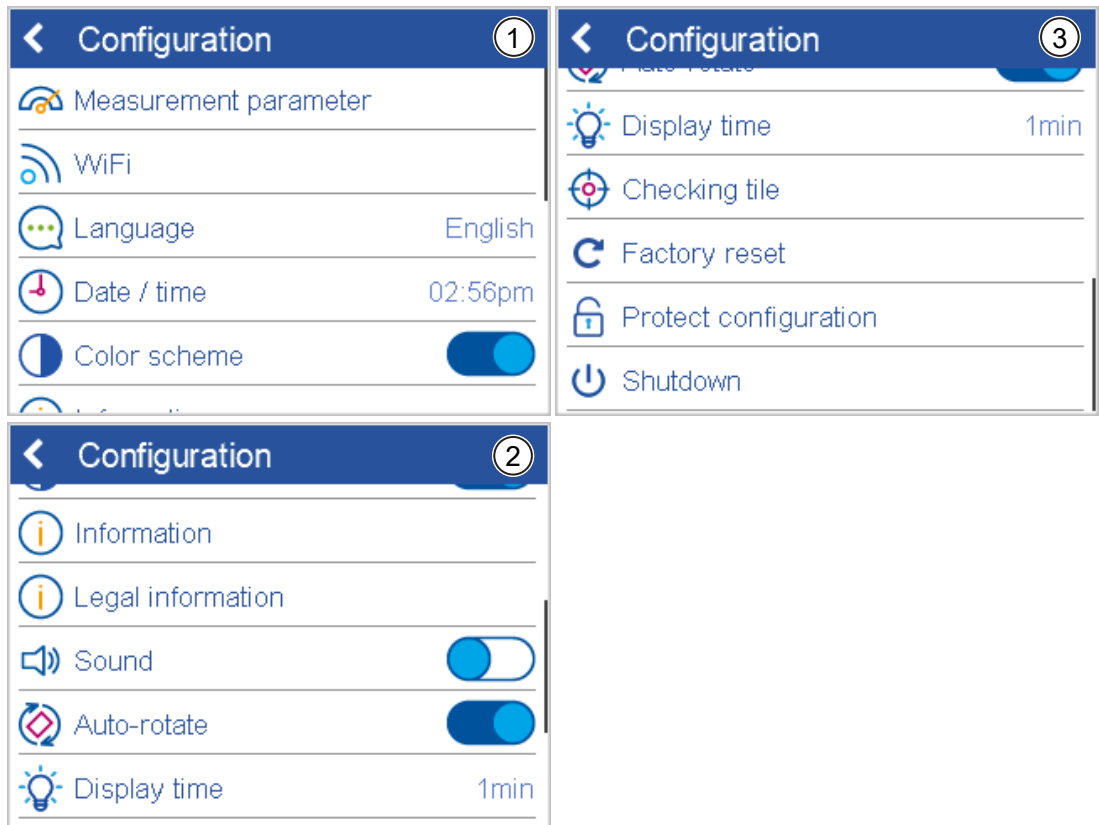 Configuration 1
Measurement parameter
WiFi
Language English
Date / time 02:56pm
Color scheme
Configuration 2
Information
Legal information
Sound
Auto-rotate
Display time 1min
Configuration 3
Display time 1min
Checking tile
Factory reset
Protect configuration
Shutdown